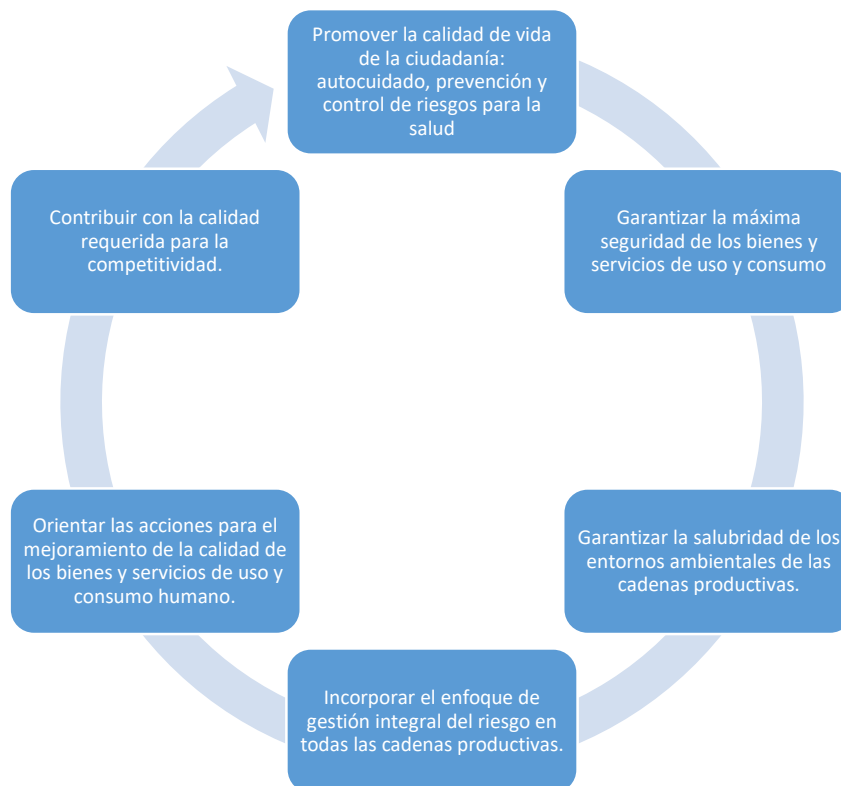 Promover la calidad de vida
de la ciudadanía:
autocuidado, prevención y
control de riesgos para la
salud
Garantizar la máxima
seguridad de los bienes y
servicios de uso y consumo
Garantizar la salubridad de los
entornos ambientales de las
cadenas productivas.
Incorporar el enfoque de
gestión integral del riesgo en
todas las cadenas productivas.
Orientar las acciones para el
mejoramiento de la calidad de
los bienes y servicios de uso y
consumo humano.
Contribuir con la calidad
requerida para la
competitividad.